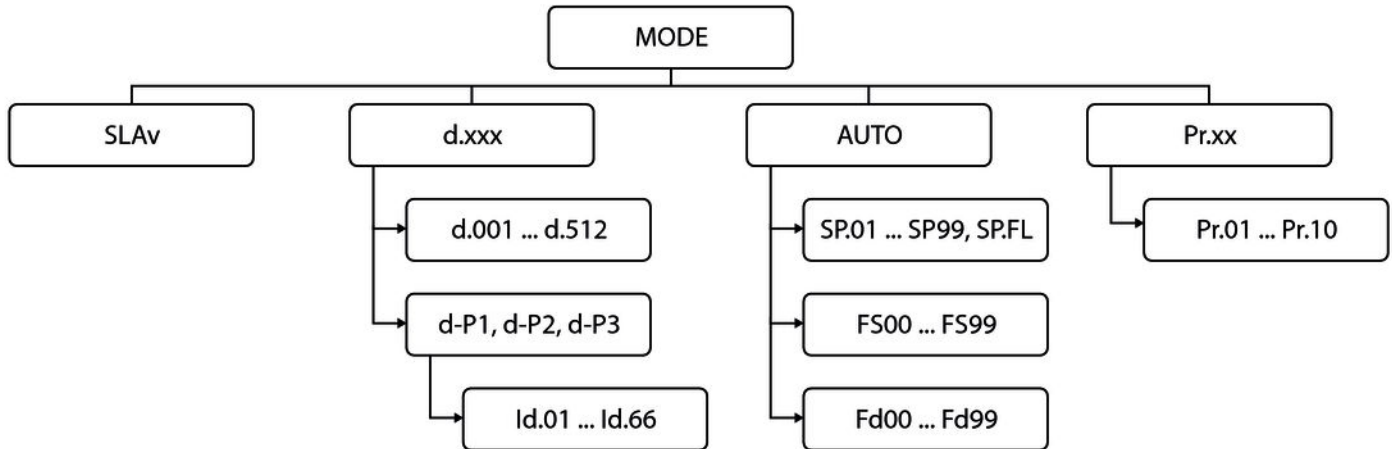 MODE
SLAv
d.xxx
AUTO
Pr.xx
d.001 ... d.512
SP.01 ... SP99, SP.FL
Pr.01 ... Pr.10
d-P1, d-P2, d-P3
FS00 ... FS99
Id.01 ... Id.66
Fd00 ... Fd99